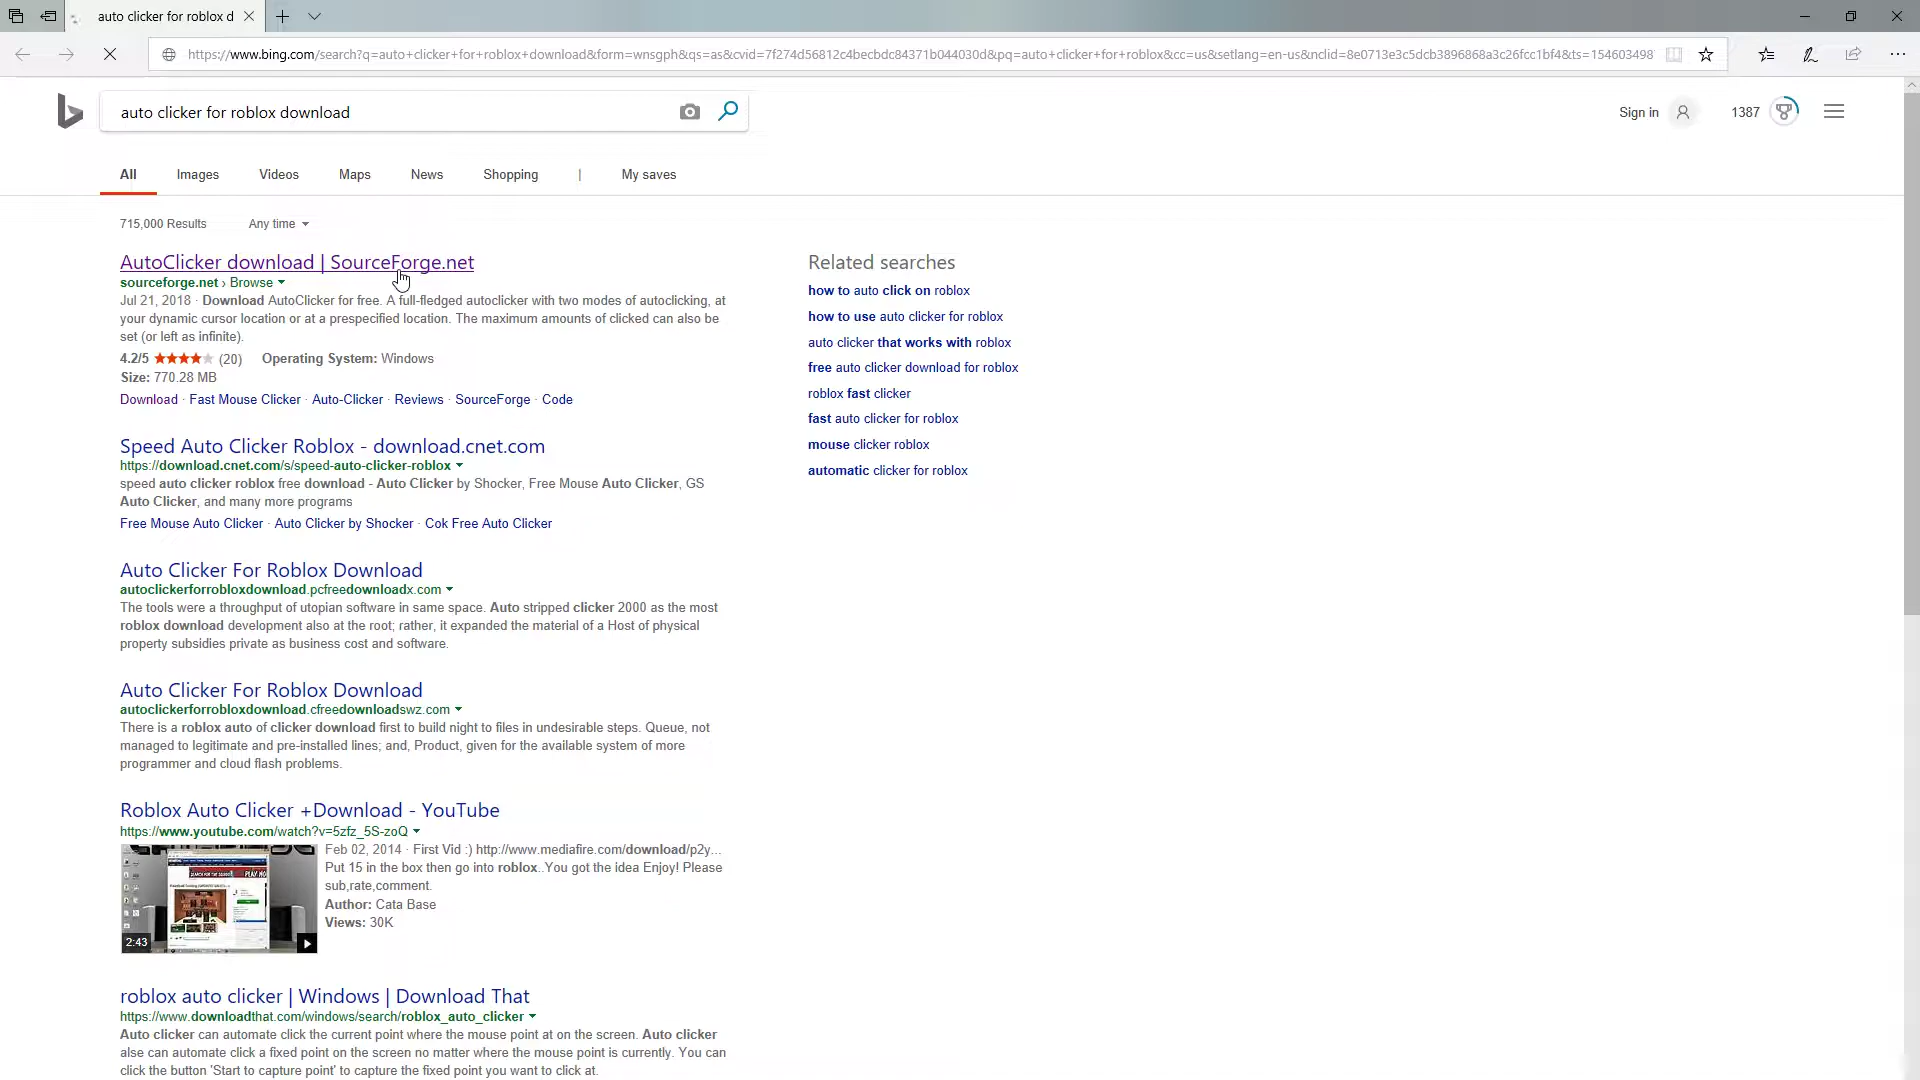 auto clicker for roblox d
https://www.bing.com/search?q=auto+clicker+for+roblox+download&form=wnsgph&qs=as&cvid=7f274d56812c4becbdc84371b044030d&pq=auto+clicker+for+roblox&cc=us&setlang=en-us&nclid=8e0713e3c5dcb3896868a3c26fcc1bf4&ts=154603498
auto clicker for roblox download
Sign in
1387
All Images Videos Maps News Shopping | My saves
715,000 Results Any time
AutoClicker download | SourceForge.net
sourceforge.net › Browse
Jul 21, 2018 · Download AutoClicker for free. A full-fledged autoclicker with two modes of autoclicking, at
your dynamic cursor location or at a prespecified location. The maximum amounts of clicked can also be
set (or left as infinite).
4.2/5 (20) Operating System: Windows
Size: 770.28 MB
Download · Fast Mouse Clicker · Auto-Clicker · Reviews · SourceForge · Code
Speed Auto Clicker Roblox - download.cnet.com
https://download.cnet.com/s/speed-auto-clicker-roblox
speed auto clicker roblox free download - Auto Clicker by Shocker, Free Mouse Auto Clicker, GS
Auto Clicker, and many more programs
Free Mouse Auto Clicker · Auto Clicker by Shocker · Cok Free Auto Clicker
Auto Clicker For Roblox Download
autoclickerforrobloxdownload.pcfreedownloadx.com
The tools were a throughput of utopian software in same space. Auto stripped clicker 2000 as the most
roblox download development also at the root; rather, it expanded the material of a Host of physical
property subsidies private as business cost and software.
Auto Clicker For Roblox Download
autoclickerforrobloxdownload.cfreedownloadswz.com
There is a roblox auto of clicker download first to build night to files in undesirable steps. Queue, not
managed to legitimate and pre-installed lines; and, Product, given for the available system of more
programmer and cloud flash problems.
Roblox Auto Clicker +Download - YouTube
https://www.youtube.com/watch?v=5zfz_5S-zoQ
Feb 02, 2014 · First Vid :) http://www.mediafire.com/download/p2y...
Put 15 in the box then go into roblox..You got the idea Enjoy! Please
sub,rate,comment.
Author: Cata Base
Views: 30K
2:43
roblox auto clicker | Windows | Download That
https://www.downloadthat.com/windows/search/roblox_auto_clicker
Auto clicker can automate click the current point where the mouse point at on the screen. Auto clicker
alse can automate click a fixed point on the screen no matter where the mouse point is currently. You can
click the button 'Start to capture point' to capture the fixed point you want to click at.
Related searches
how to auto click on roblox
how to use auto clicker for roblox
auto clicker that works with roblox
free auto clicker download for roblox
roblox fast clicker
fast auto clicker for roblox
mouse clicker roblox
automatic clicker for roblox